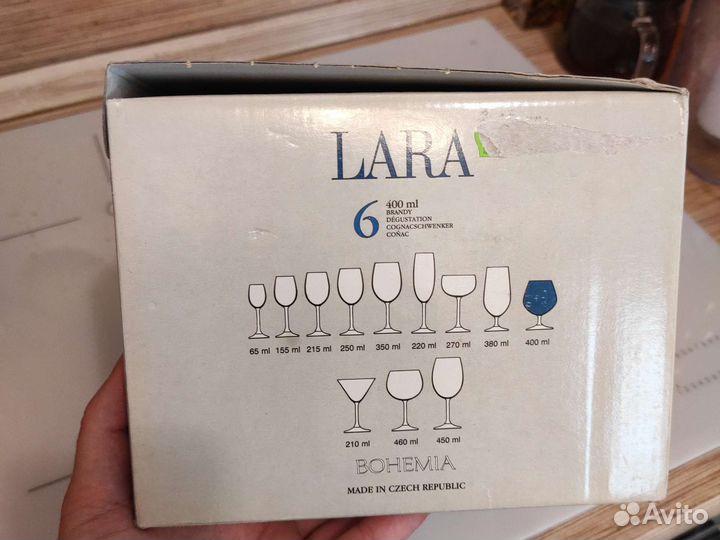 LARA
6
400 ml
BRANDY
DÉGUSTATION
COGNACSCHWENKER
COÑAC
65 ml 155 ml 215 ml 250 ml 350 ml 220 ml 270 ml 380 ml 400 ml
210 ml 460 ml 450 ml
BOHEMIA
MADE IN CZECH REPUBLIC
Avito